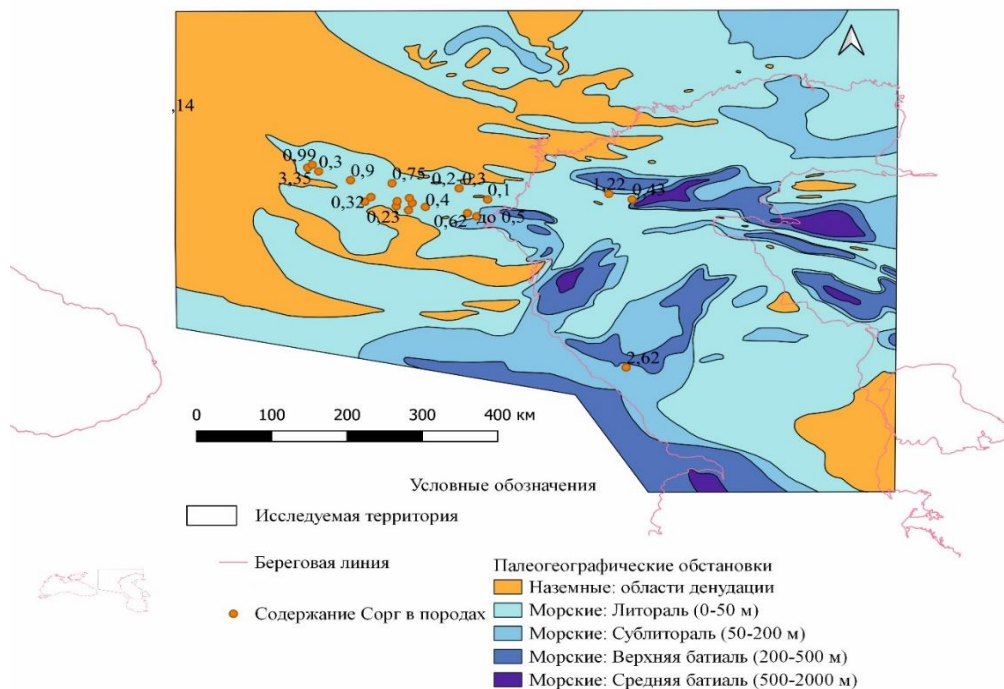 ,14
0,99
0,3
3,35
0,9
0,75
0,2-0,3
0,1
0,32
0,23
0,4
0,62
до 0,5
1,22
0,43
2,62
0 100 200 300 400 км
Условные обозначения
Исследуемая территория
Береговая линия
Содержание Сорг в породах
Палеогеографические обстановки
Наземные: области денудации
Морские: Литораль (0-50 м)
Морские: Сублитораль (50-200 м)
Морские: Верхняя батиаль (200-500 м)
Морские: Средняя батиаль (500-2000 м)